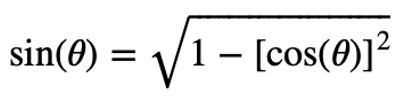 sin(θ) = √(1 − [cos(θ)]²)